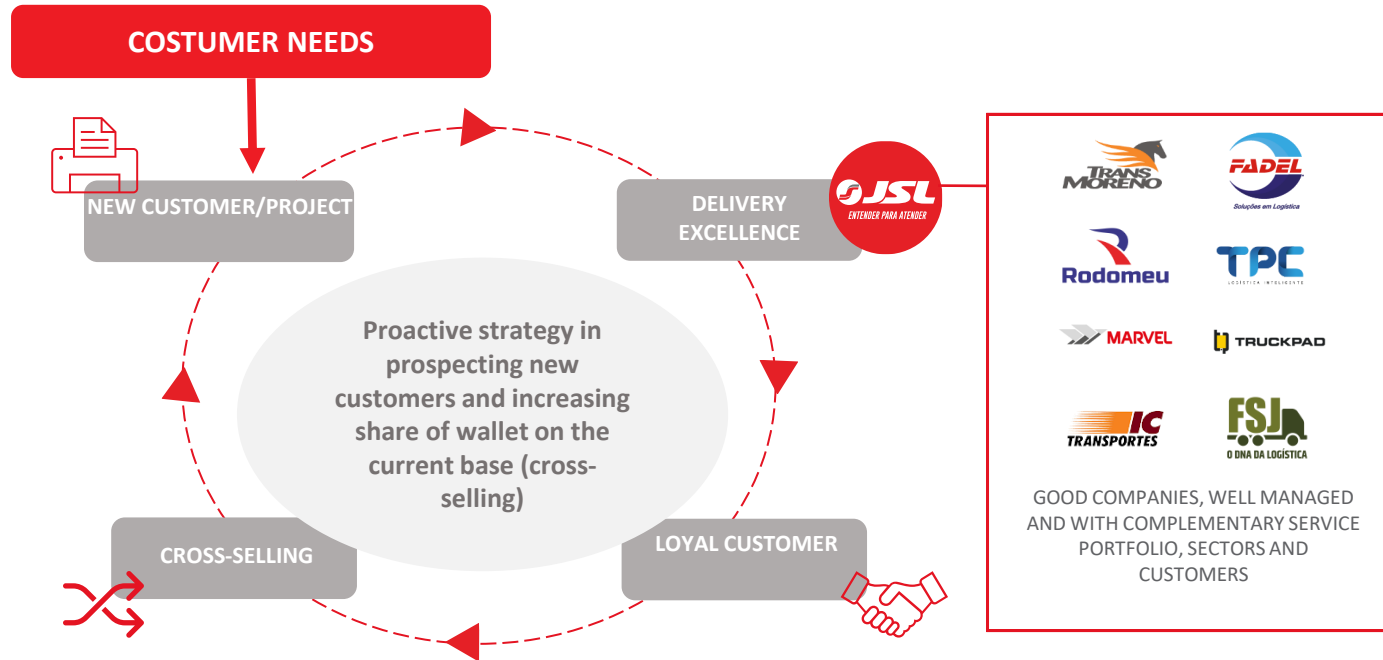 COSTUMER NEEDS
NEW CUSTOMER/PROJECT
DELIVERY
EXCELLENCE
JSL
ENTENDER PARA ATENDER
Proactive strategy in
prospecting new
customers and increasing
share of wallet on the
current base (cross-
selling)
CROSS-SELLING
LOYAL CUSTOMER
TRANS
MORENO
FADEL
Soluções em Logística
Rodomeu
TPC
LOGÍSTICA INTELIGENTE
MARVEL
TRUCKPAD
IC
TRANSPORTES
FSJ
O DNA DA LOGÍSTICA
GOOD COMPANIES, WELL MANAGED
AND WITH COMPLEMENTARY SERVICE
PORTFOLIO, SECTORS AND
CUSTOMERS